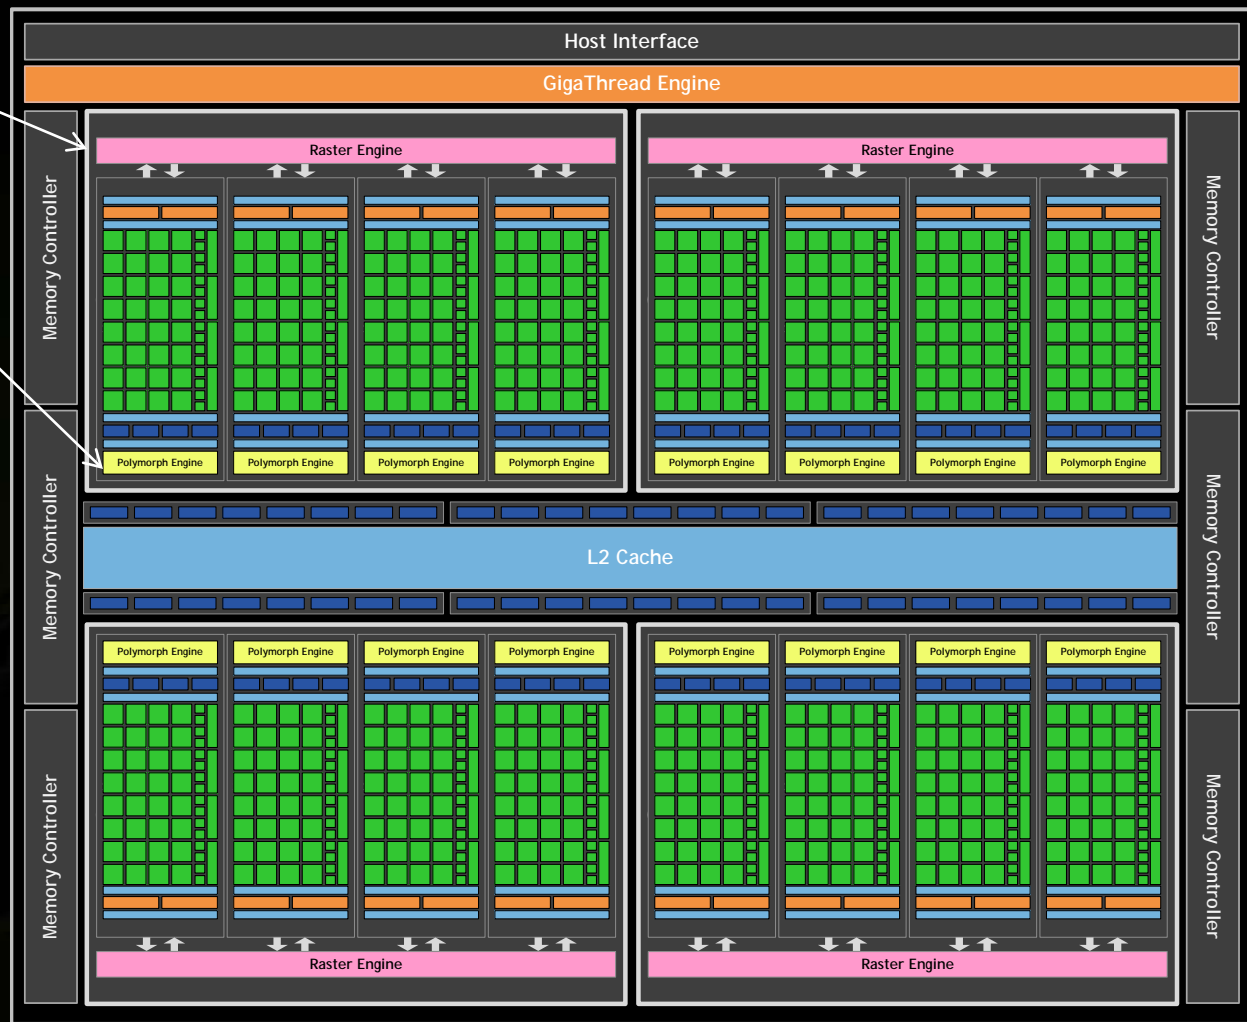 Host Interface
GigaThread Engine
Memory Controller
Raster Engine
Raster Engine
Memory Controller
Polymorph Engine
Polymorph Engine
Polymorph Engine
Polymorph Engine
Polymorph Engine
Polymorph Engine
Polymorph Engine
Polymorph Engine
Memory Controller
L2 Cache
Memory Controller
Polymorph Engine
Polymorph Engine
Polymorph Engine
Polymorph Engine
Polymorph Engine
Polymorph Engine
Polymorph Engine
Polymorph Engine
Memory Controller
Memory Controller
Raster Engine
Raster Engine